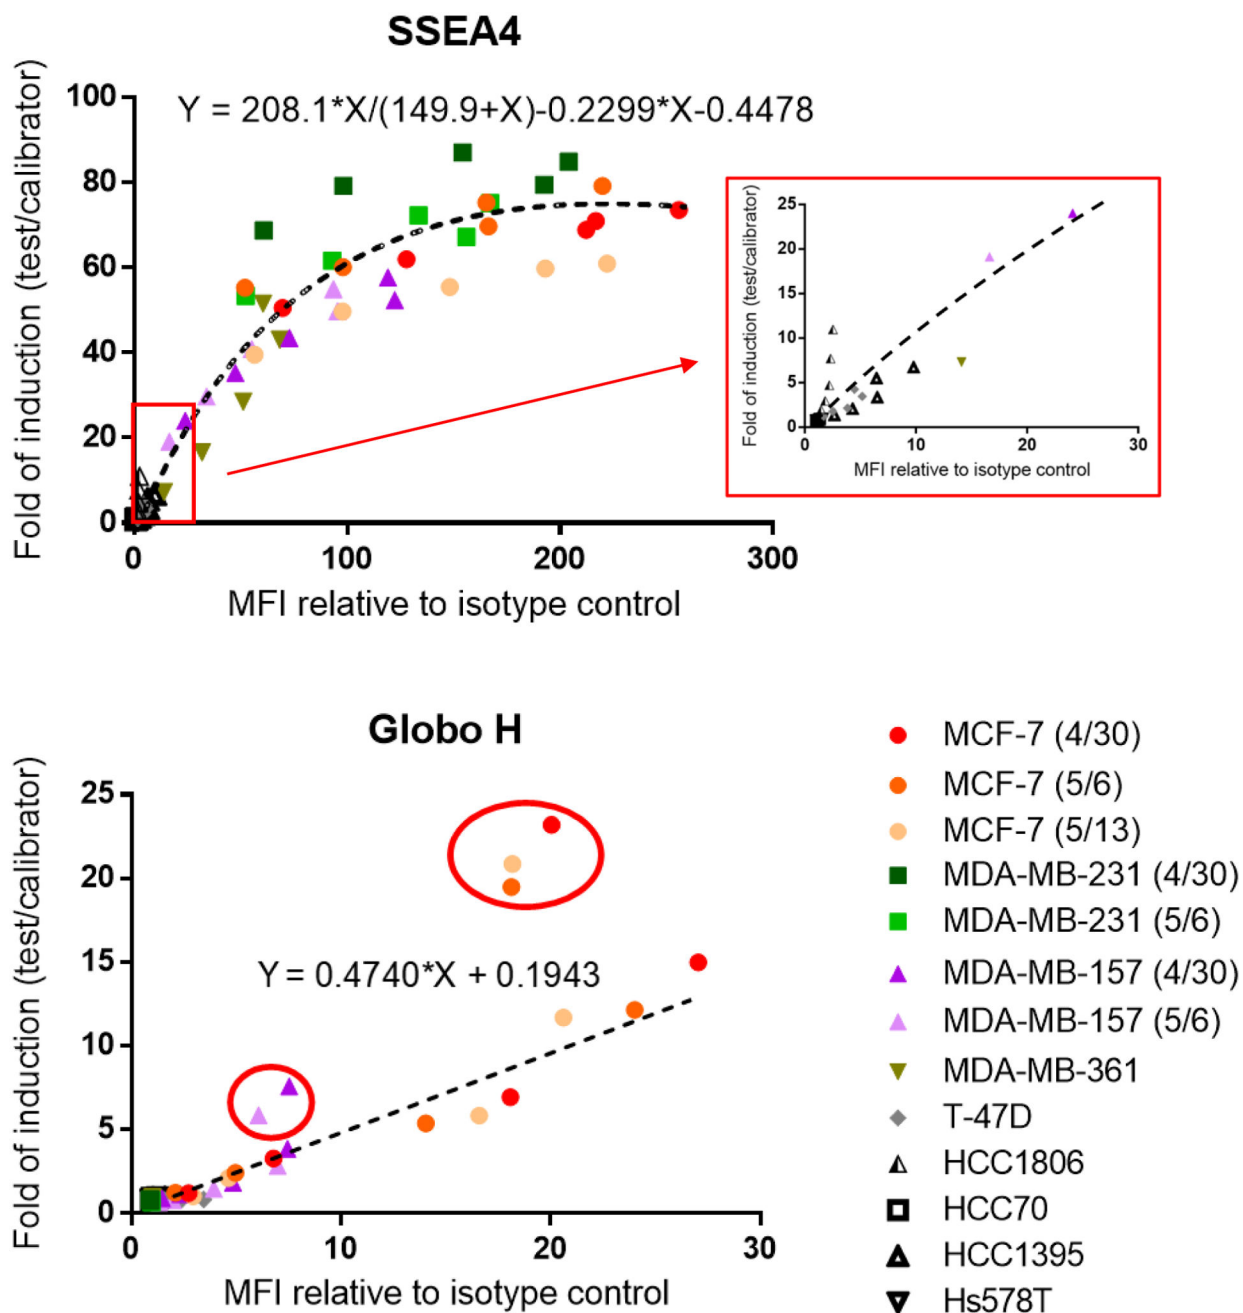 SSEA4
Y = 208.1*X/(149.9+X)-0.2299*X-0.4478
Fold of induction (test/calibrator)
100
80
60
40
20
0
0 100 200 300
MFI relative to isotype control
Fold of induction (test/calibrator)
25
20
15
10
5
0
0 10 20 30
MFI relative to isotype control
Globo H
Y = 0.4740*X + 0.1943
Fold of induction (test/calibrator)
25
20
15
10
5
0
0 10 20 30
MFI relative to isotype control
MCF-7 (4/30)
MCF-7 (5/6)
MCF-7 (5/13)
MDA-MB-231 (4/30)
MDA-MB-231 (5/6)
MDA-MB-157 (4/30)
MDA-MB-157 (5/6)
MDA-MB-361
T-47D
HCC1806
HCC70
HCC1395
Hs578T